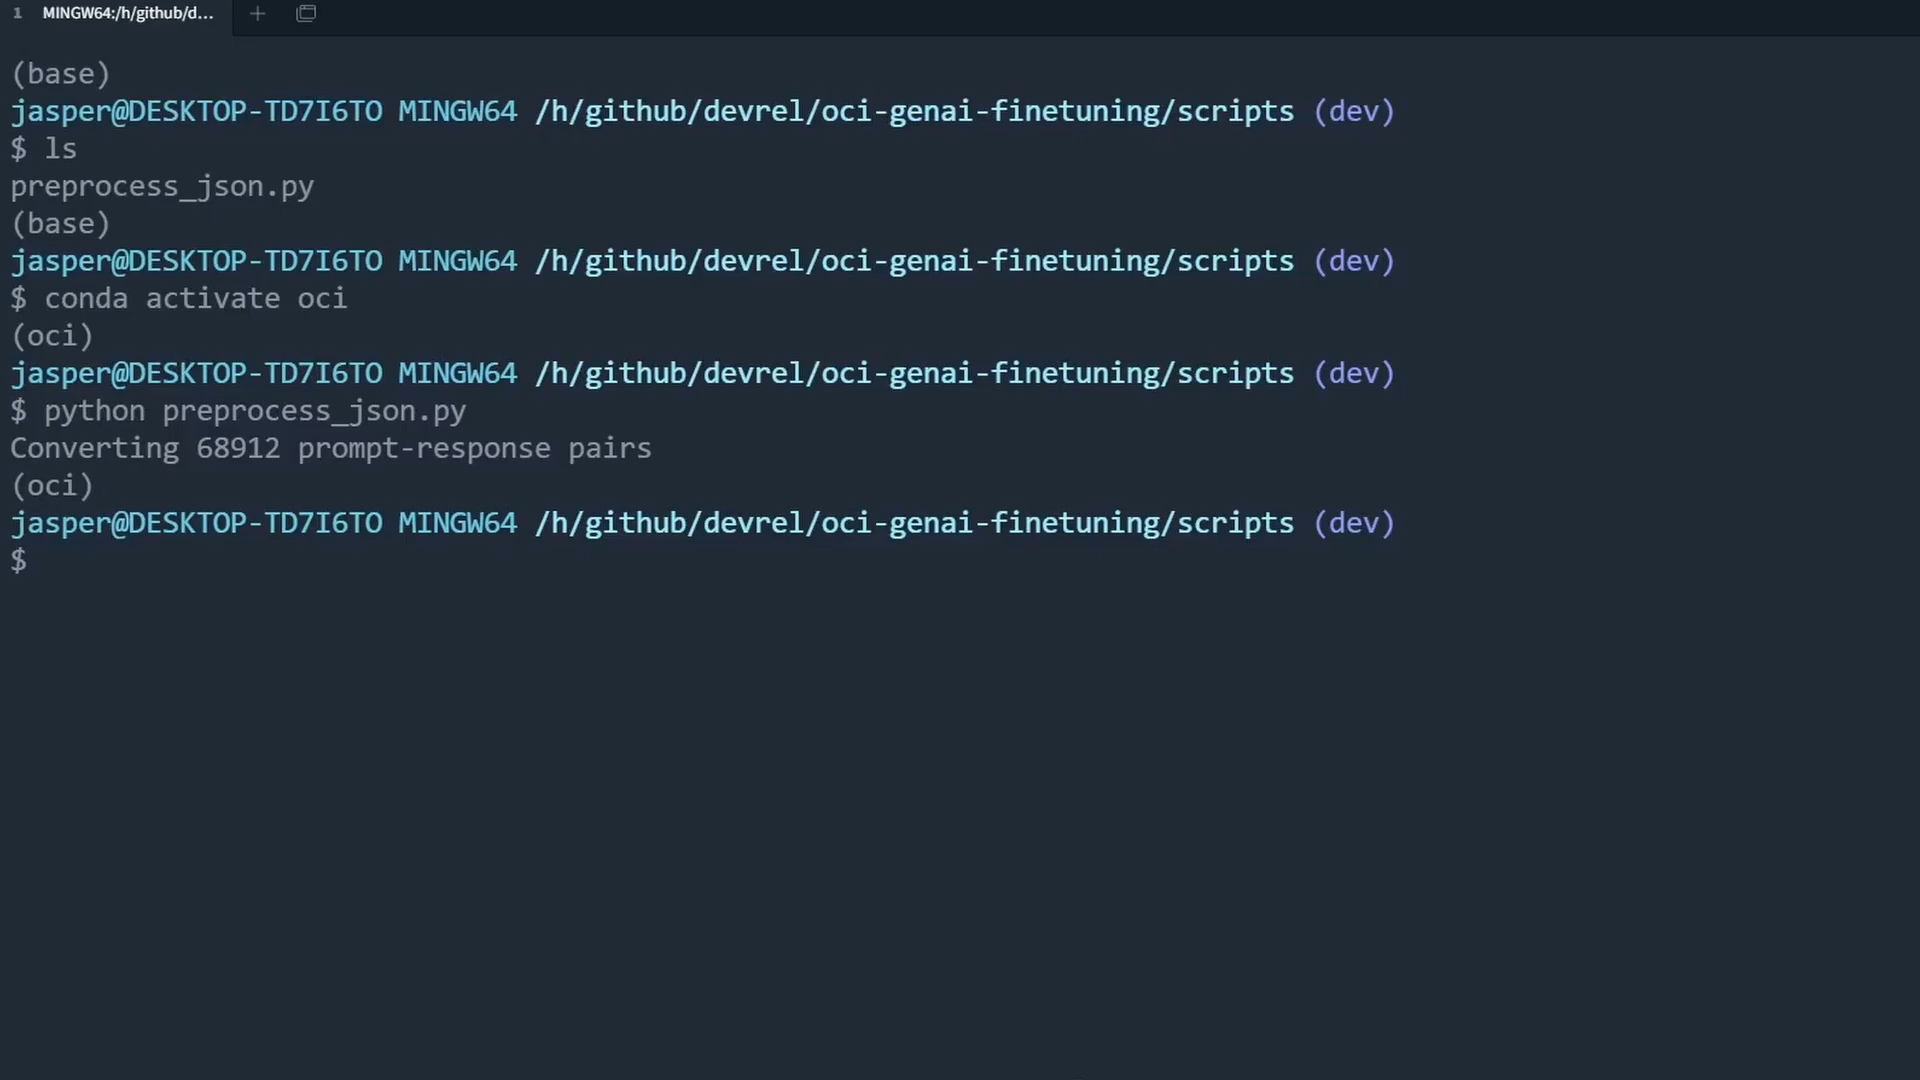 1 MINGW64:/h/github/d...
(base)
jasper@DESKTOP-TD7I6TO MINGW64 /h/github/devrel/oci-genai-finetuning/scripts (dev)
$ ls
preprocess_json.py
(base)
jasper@DESKTOP-TD7I6TO MINGW64 /h/github/devrel/oci-genai-finetuning/scripts (dev)
$ conda activate oci
(oci)
jasper@DESKTOP-TD7I6TO MINGW64 /h/github/devrel/oci-genai-finetuning/scripts (dev)
$ python preprocess_json.py
Converting 68912 prompt-response pairs
(oci)
jasper@DESKTOP-TD7I6TO MINGW64 /h/github/devrel/oci-genai-finetuning/scripts (dev)
$